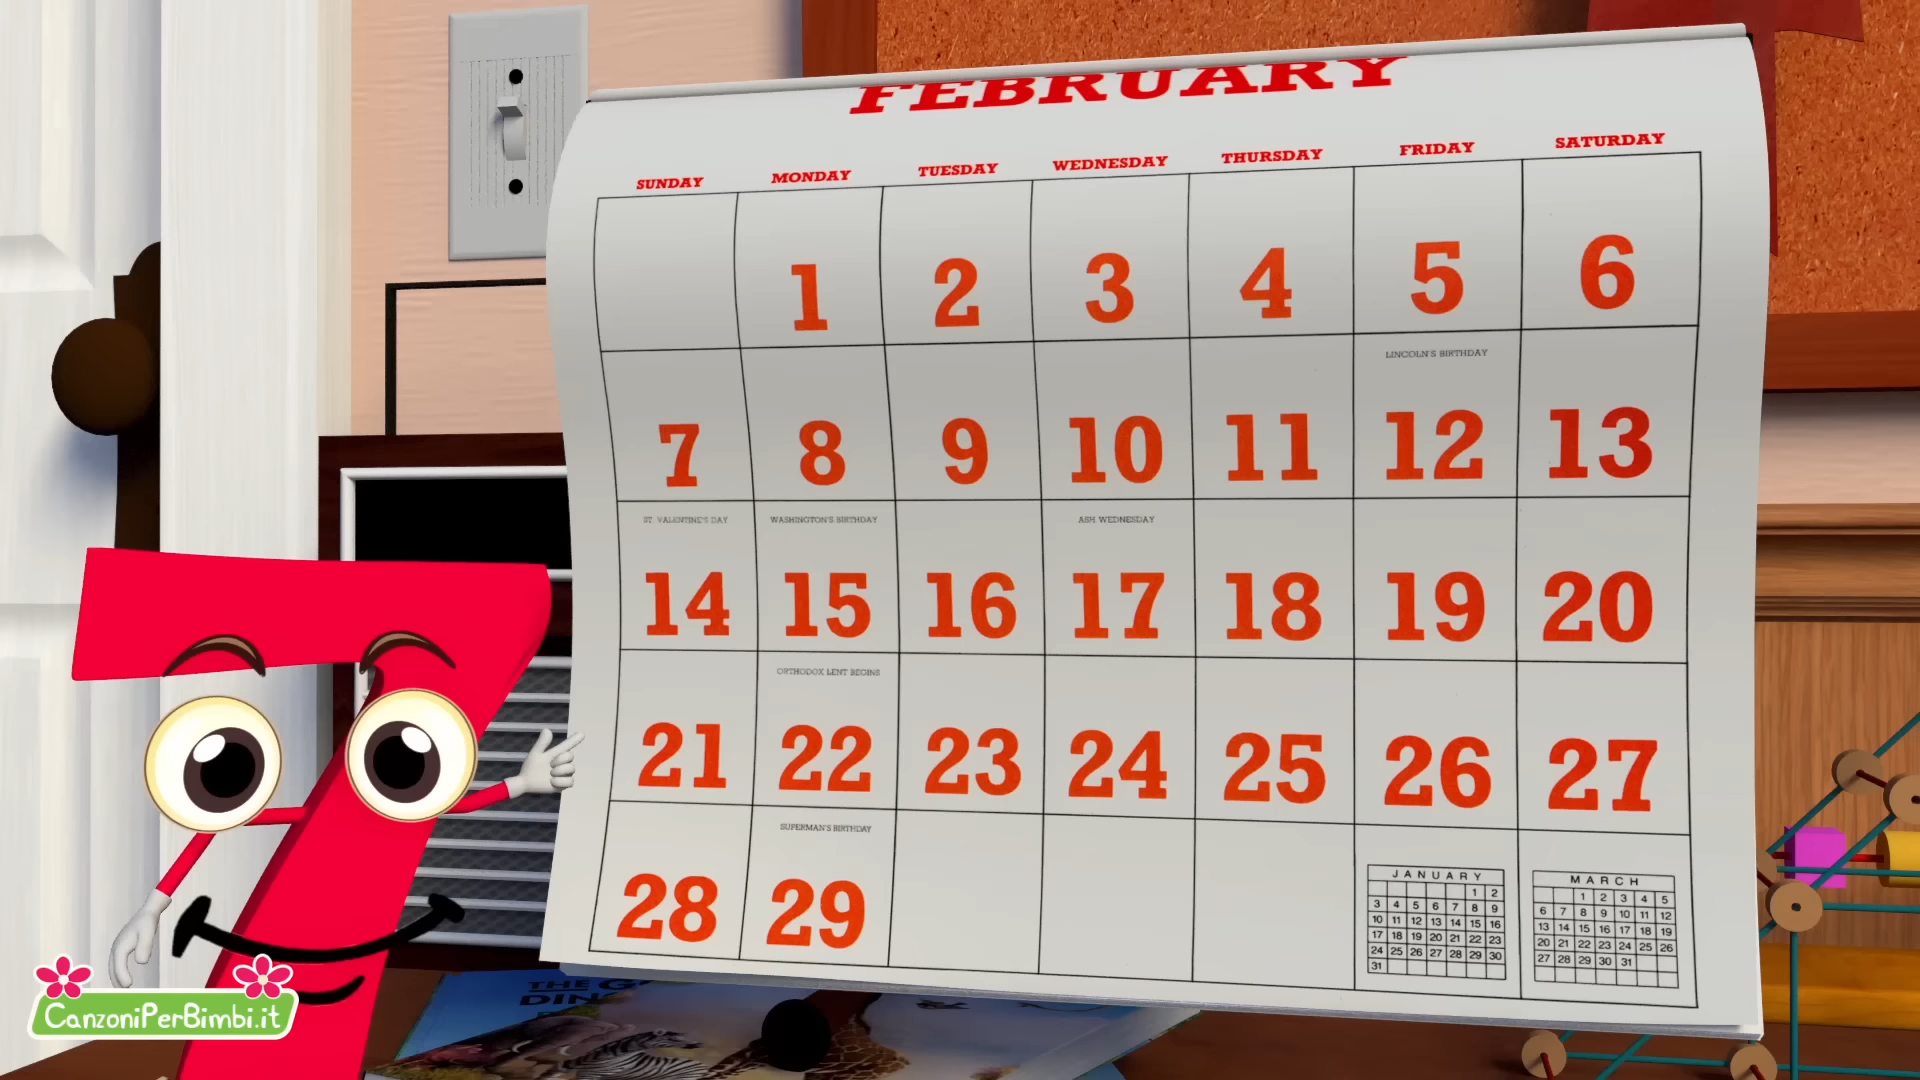 FEBRUARY
SUNDAY MONDAY TUESDAY WEDNESDAY THURSDAY FRIDAY SATURDAY
1 2 3 4 5 6
LINCOLN'S BIRTHDAY
7 8 9 10 11 12 13
ST. VALENTINE'S DAY WASHINGTON'S BIRTHDAY ASH WEDNESDAY
14 15 16 17 18 19 20
ORTHODOX LENT BEGINS
21 22 23 24 25 26 27
SUPERMAN'S BIRTHDAY
28 29
JANUARY
1 2
3 4 5 6 7 8 9
10 11 12 13 14 15 16
17 18 19 20 21 22 23
24 25 26 27 28 29 30
31
MARCH
1 2 3 4 5
6 7 8 9 10 11 12
13 14 15 16 17 18 19
20 21 22 23 24 25 26
27 28 29 30 31
7
CanzoniPerBimbi.it
THE